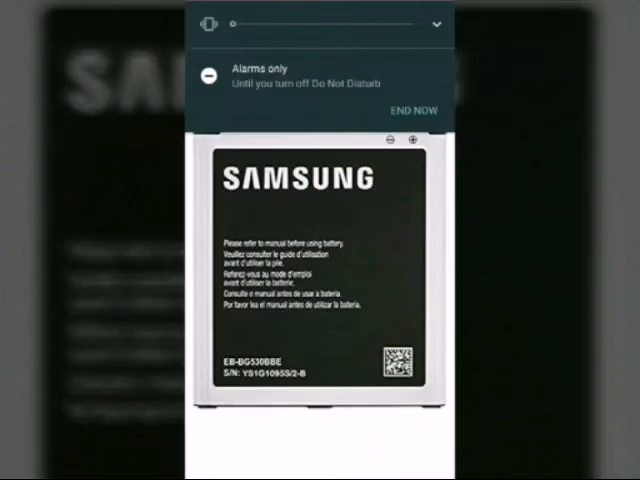 Alarms only
Until you turn off Do Not Disturb
END NOW
SAMSUNG
Please refer to manual before using battery.
Veuillez consulter le guide d'utilisation
avant d'utiliser la pile.
Referez-vous au mode d'emploi
avant d'utiliser la batterie.
Consulte o manual antes de usar a bateria.
Por favor lea el manual antes de utilizar la batería.
EB-BG530BBE
S/N: YS1G1095S/2-B